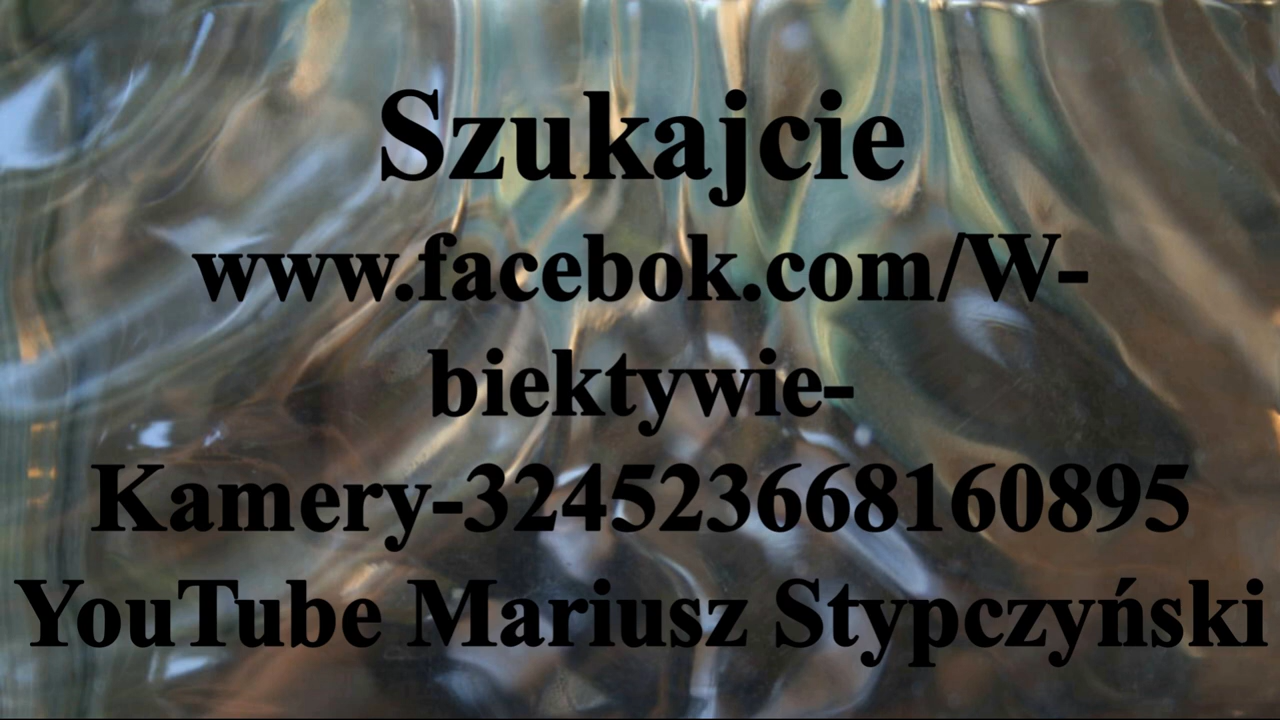 Szukajcie
www.facebok.com/W-
biektywie-
Kamery-324523668160895
YouTube Mariusz Stypczyński